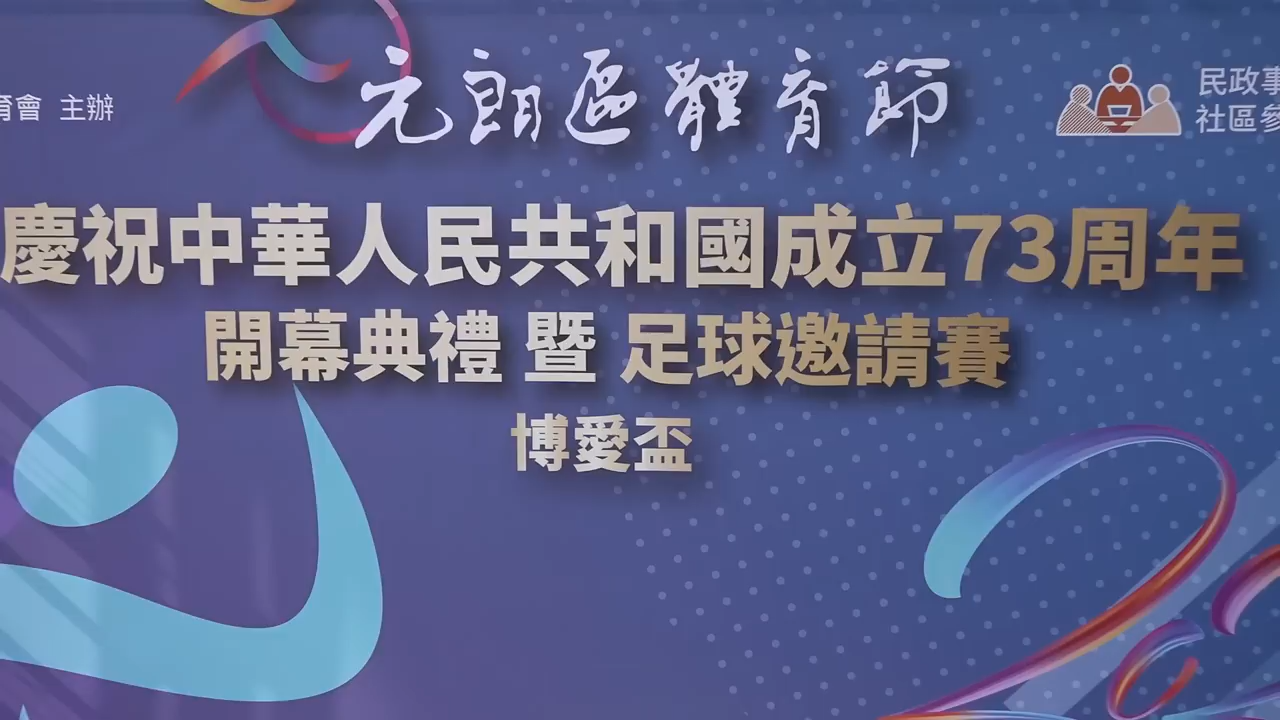 元朗區體育節
育會 主辦
民政事
社區參
慶祝中華人民共和國成立73周年
開幕典禮 暨 足球邀請賽
博愛盃